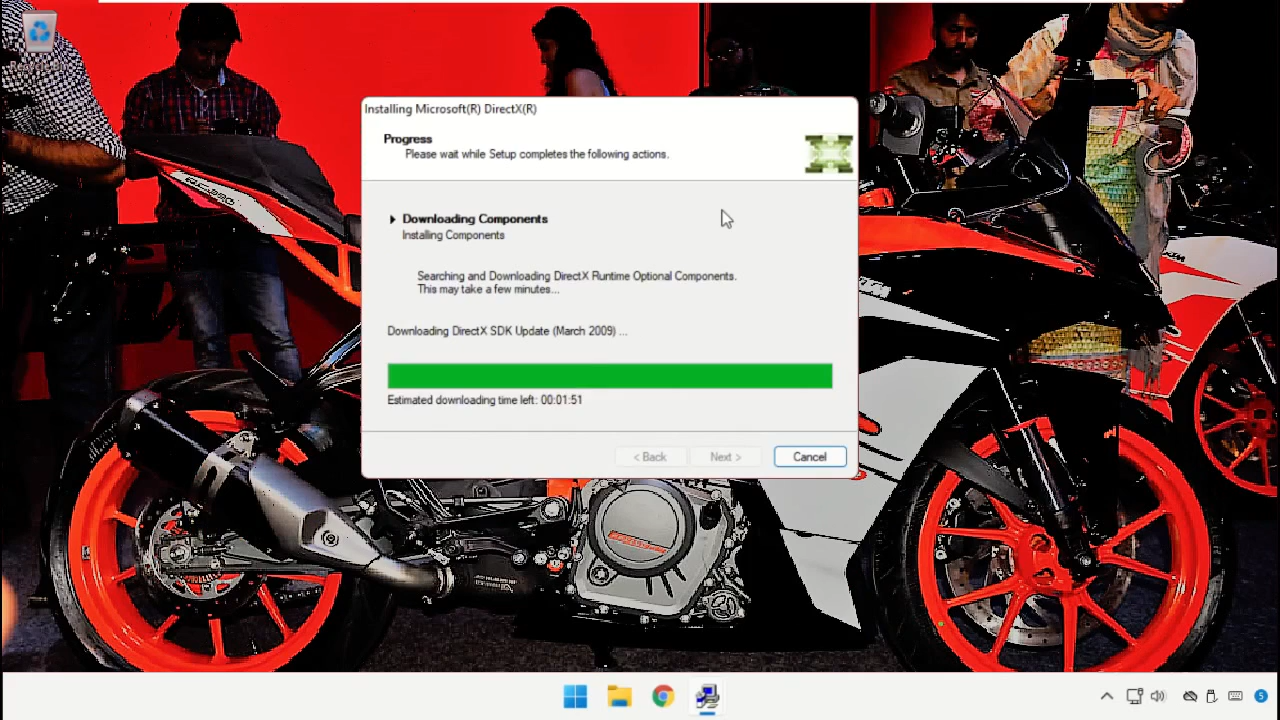 Installing Microsoft(R) DirectX(R)
Progress
Please wait while Setup completes the following actions.
Downloading Components
Installing Components
Searching and Downloading DirectX Runtime Optional Components.
This may take a few minutes...
Downloading DirectX SDK Update (March 2009) ...
Estimated downloading time left: 00:01:51
< Back
Next >
Cancel
5